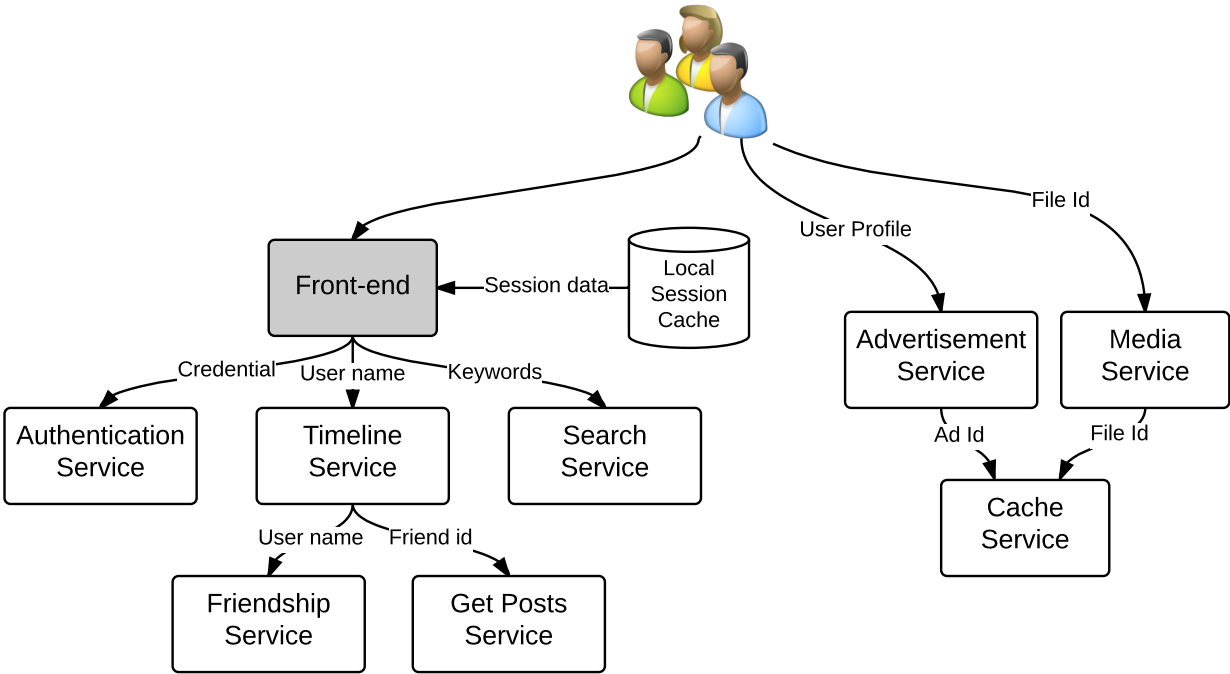 File Id
User Profile
Front-end
Session data
Local
Session
Cache
Advertisement
Service
Media
Service
Credential
User name
Keywords
Authentication
Service
Timeline
Service
Search
Service
Ad Id
File Id
Cache
Service
User name
Friend id
Friendship
Service
Get Posts
Service